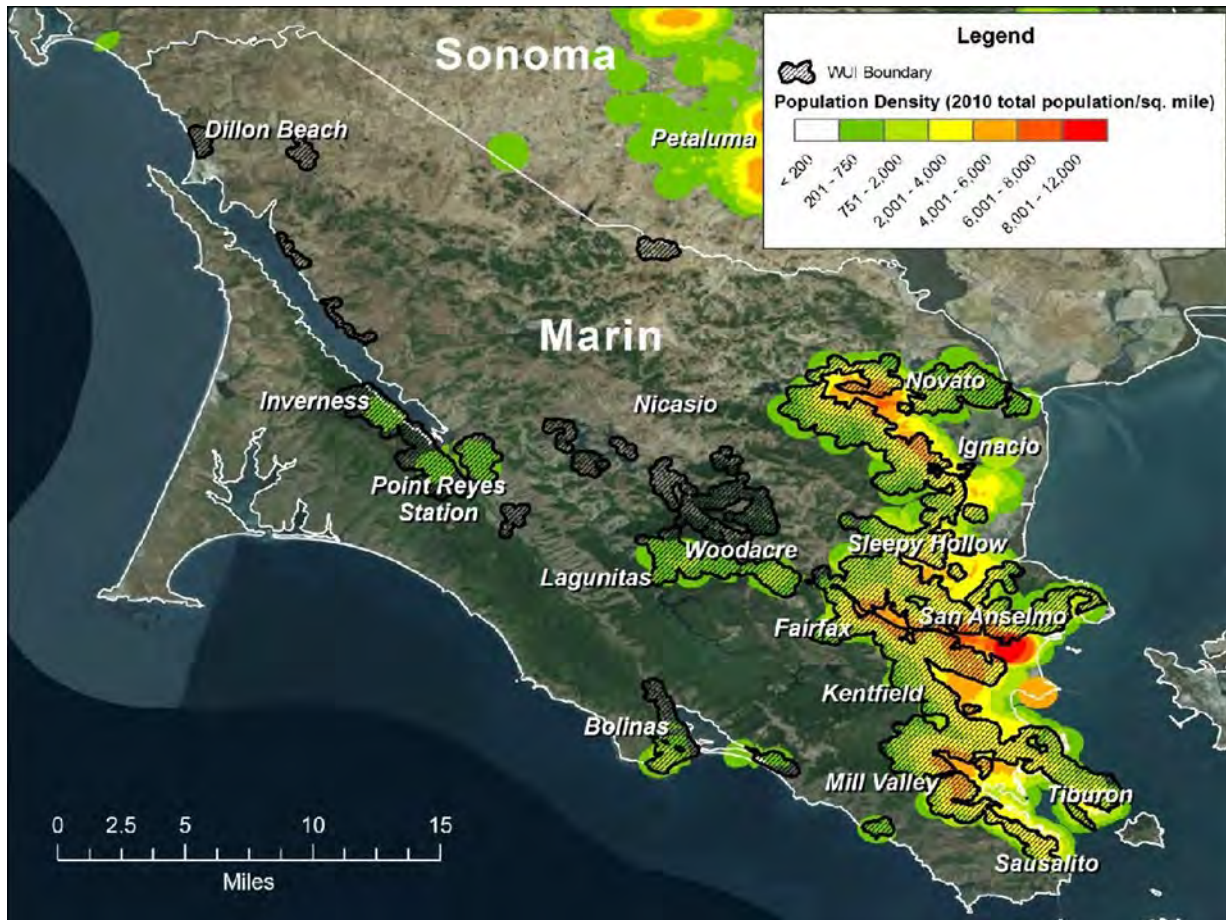 Sonoma
Legend
WUI Boundary
Population Density (2010 total population/sq. mile)
< 200
201 - 750
751 - 2,000
2,001 - 4,000
4,001 - 6,000
6,001 - 8,000
8,001 - 12,000
Dillon Beach
Petaluma
Marin
Novato
Inverness
Nicasio
Ignacio
Point Reyes
Station
Woodacre
Sleepy Hollow
Lagunitas
San Anselmo
Fairfax
Kentfield
Bolinas
Mill Valley
Tiburon
Sausalito
0 2.5 5 10 15
Miles